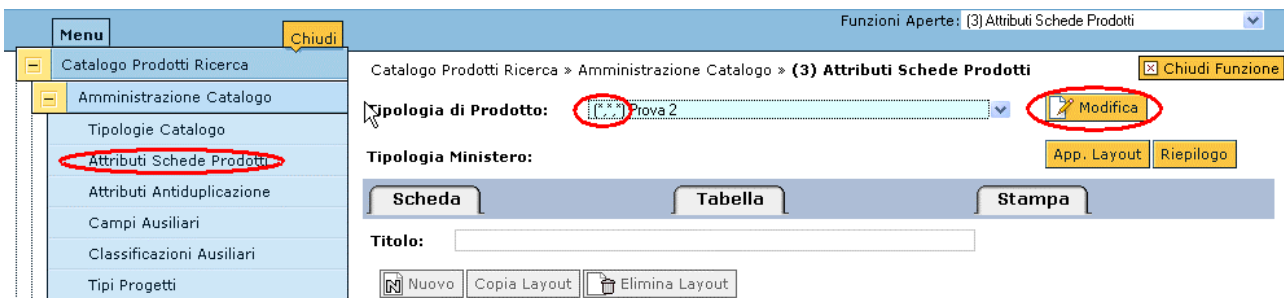 Funzioni Aperte: (3) Attributi Schede Prodotti
Menu Chiudi
Catalogo Prodotti Ricerca
Catalogo Prodotti Ricerca » Amministrazione Catalogo » (3) Attributi Schede Prodotti Chiudi Funzione
Amministrazione Catalogo
Tipologia di Prodotto: (*,*,*) Prova 2 Modifica
Tipologie Catalogo
Attributi Schede Prodotti
Tipologia Ministero: App. Layout Riepilogo
Attributi Antiduplicazione
Scheda Tabella Stampa
Campi Ausiliari
Titolo:
Classificazioni Ausiliari
Tipi Progetti
Nuovo Copia Layout Elimina Layout